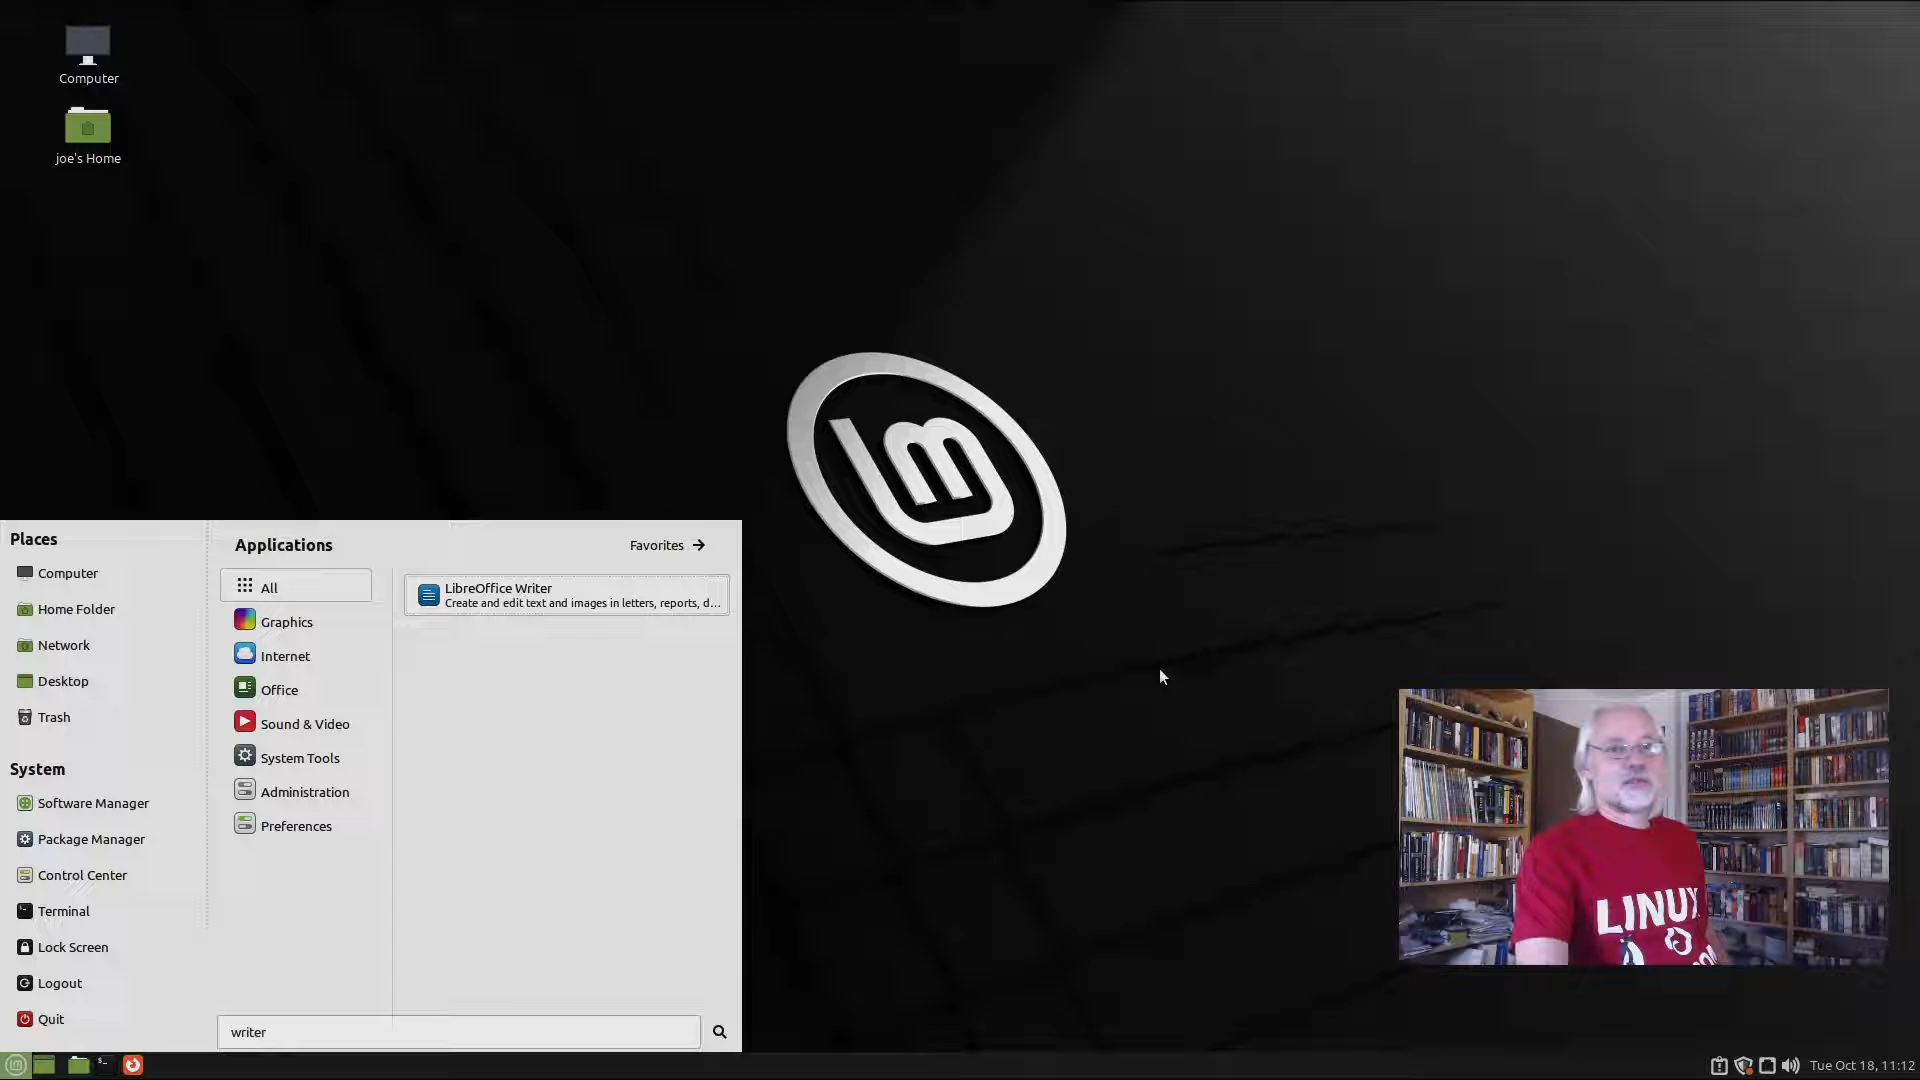 Computer
joe's Home
Places
Computer
Home Folder
Network
Desktop
Trash
System
Software Manager
Package Manager
Control Center
Terminal
Lock Screen
Logout
Quit
Applications
Favorites
All
Graphics
Internet
Office
Sound & Video
System Tools
Administration
Preferences
LibreOffice Writer
Create and edit text and images in letters, reports, d...
writer
LINUX
Tue Oct 18, 11:12